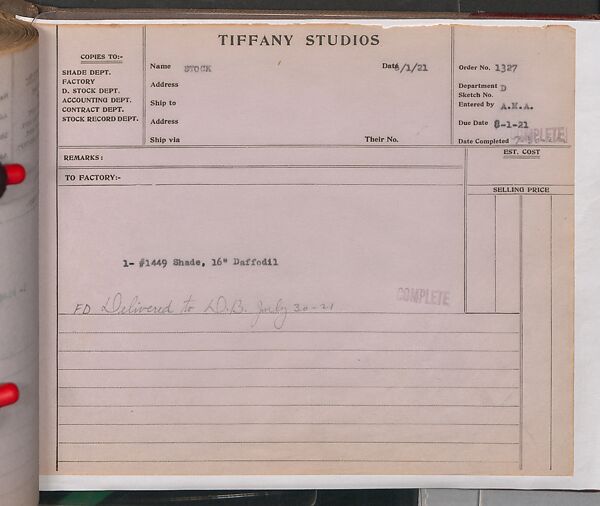 TIFFANY STUDIOS
COPIES TO:-
SHADE DEPT.
FACTORY
D. STOCK DEPT.
ACCOUNTING DEPT.
CONTRACT DEPT.
STOCK RECORD DEPT.
Name STOCK
Date /1/21
Address
Ship to
Address
Ship via
Their No.
Order No. 1327
Department D
Sketch No.
Entered by A.M.A.
Due Date 8-1-21
Date Completed
COMPLETE
REMARKS:
EST. COST
TO FACTORY:-
SELLING PRICE
1- #1449 Shade, 16" Daffodil
COMPLETE
FD Delivered to D.B. July 30-21